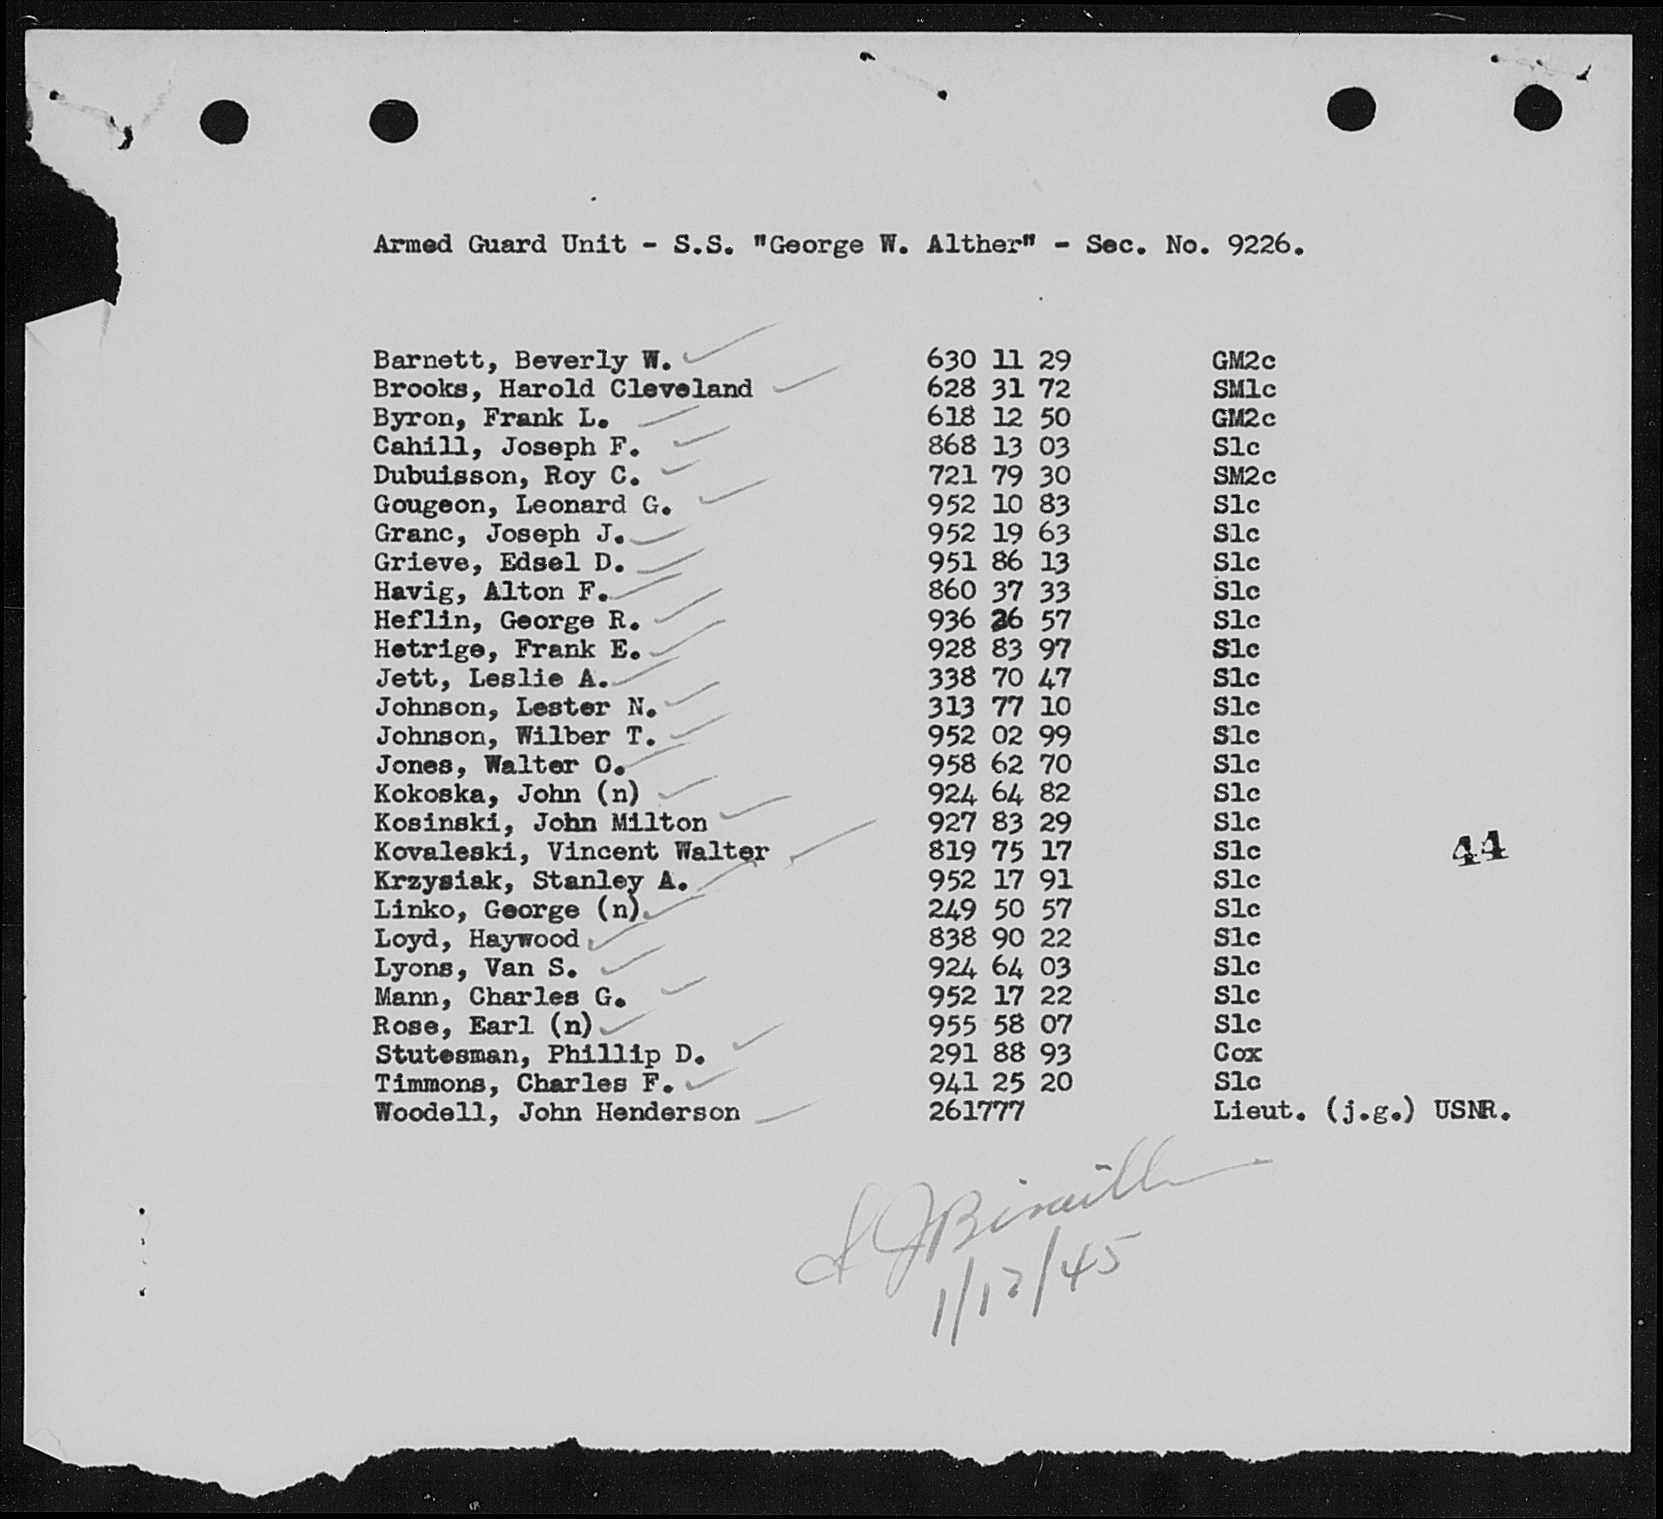 Armed Guard Unit - S.S. "George W. Alther" - Sec. No. 9226.
Barnett, Beverly W. 630 11 29 GM2c
Brooks, Harold Cleveland 628 31 72 SM1c
Byron, Frank L. 618 12 50 GM2c
Cahill, Joseph F. 868 13 03 S1c
Dubuisson, Roy C. 721 79 30 SM2c
Gougeon, Leonard G. 952 10 83 S1c
Granc, Joseph J. 952 19 63 S1c
Grieve, Edsel D. 951 86 13 S1c
Havig, Alton F. 860 37 33 S1c
Heflin, George R. 936 26 57 S1c
Hetrige, Frank E. 928 83 97 S1c
Jett, Leslie A. 338 70 47 S1c
Johnson, Lester N. 313 77 10 S1c
Johnson, Wilber T. 952 02 99 S1c
Jones, Walter O. 958 62 70 S1c
Kokoska, John (n) 924 64 82 S1c
Kosinski, John Milton 927 83 29 S1c
Kovaleski, Vincent Walter 819 75 17 S1c
44
Krzysiak, Stanley A. 952 17 91 S1c
Linko, George (n) 249 50 57 S1c
Loyd, Haywood 838 90 22 S1c
Lyons, Van S. 924 64 03 S1c
Mann, Charles G. 952 17 22 S1c
Rose, Earl (n) 955 58 07 S1c
Stutesman, Phillip D. 291 88 93 Cox
Timmons, Charles F. 941 25 20 S1c
Woodell, John Henderson 261777 Lieut. (j.g.) USNR.
1/12/45